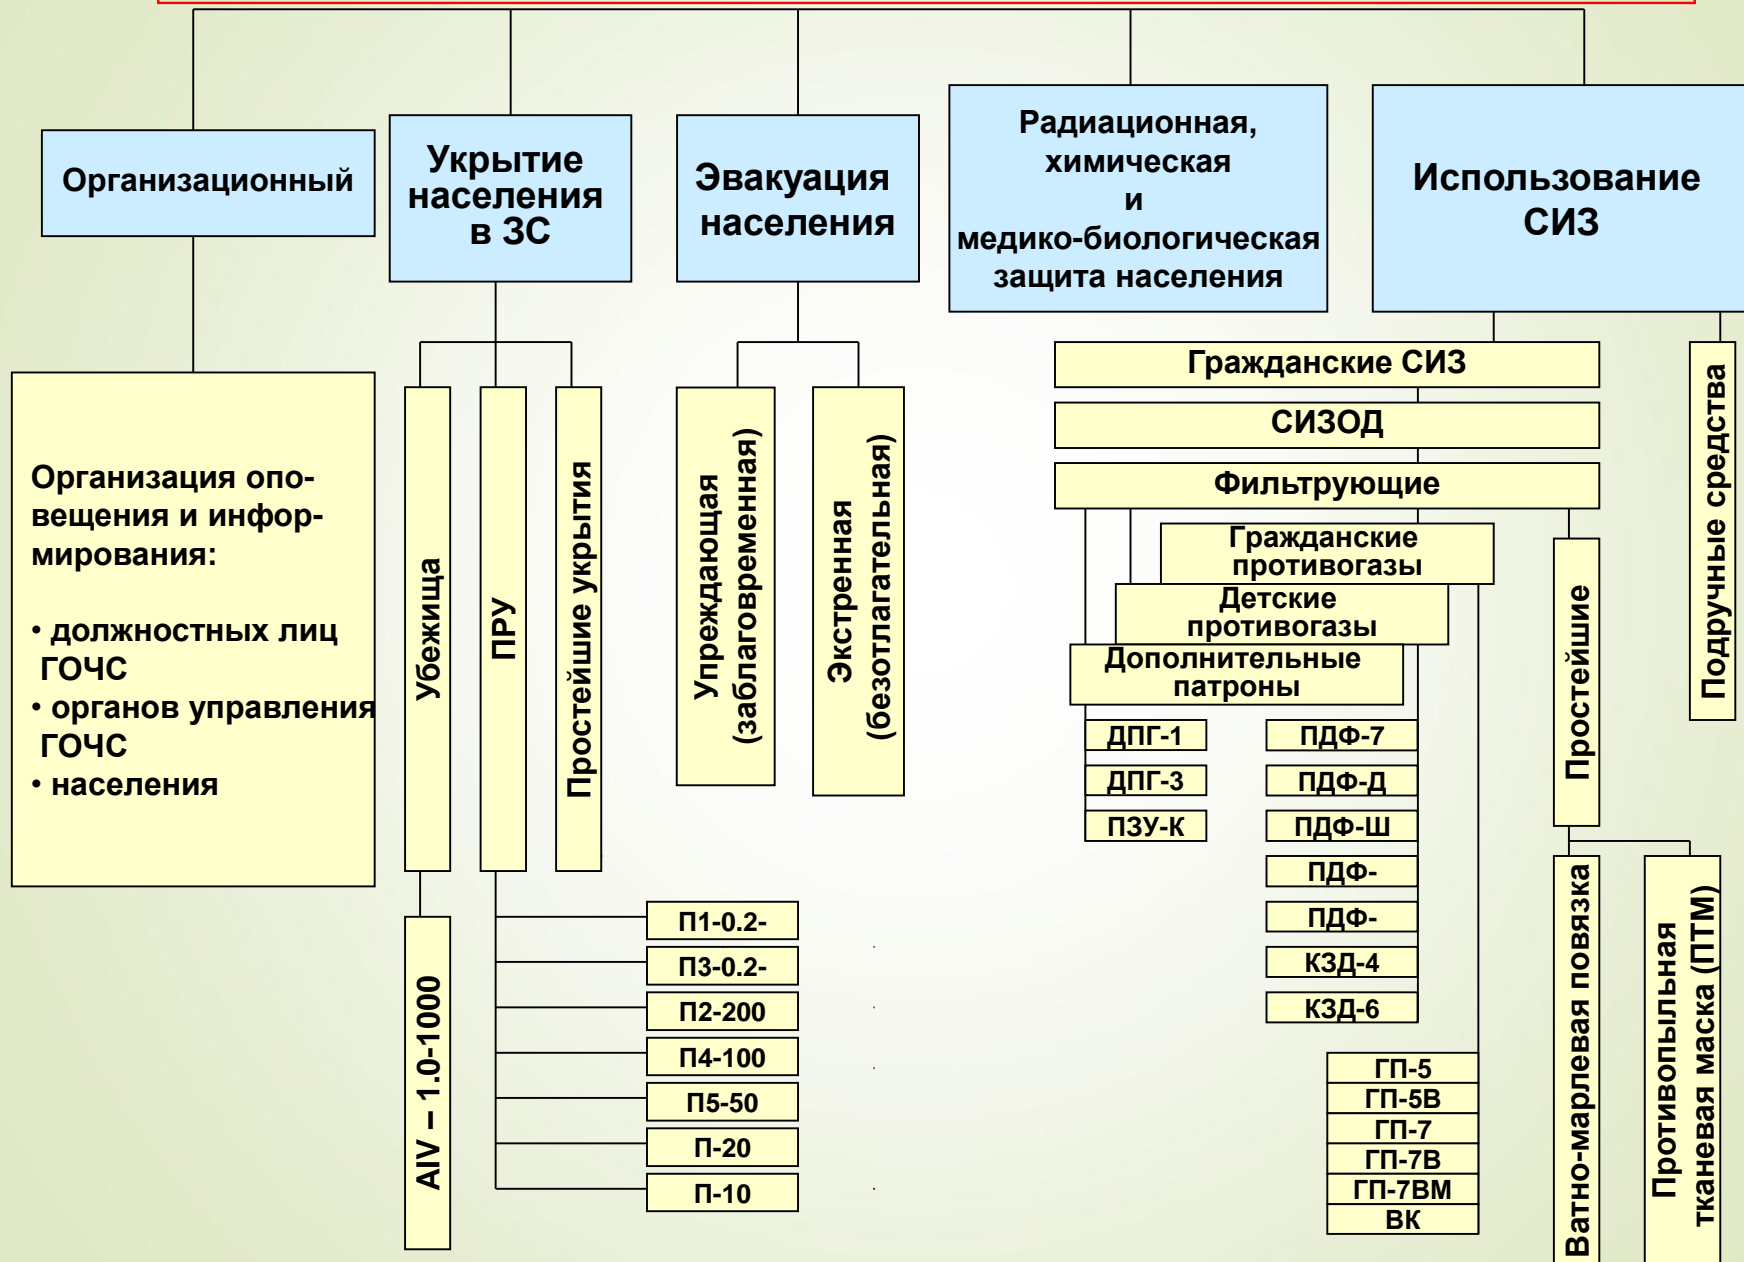 Организационный
Укрытие
населения
в ЗС
Эвакуация
населения
Радиационная,
химическая
и
медико-биологическая
защита населения
Использование
СИЗ
Организация опо-
вещения и инфор-
мирования:
• должностных лиц
ГОЧС
• органов управления
ГОЧС
• населения
Убежища
ПРУ
Простейшие укрытия
AIV – 1.0-1000
П1-0.2-
П3-0.2-
П2-200
П4-100
П5-50
П-20
П-10
Упреждающая
(заблаговременная)
Экстренная
(безотлагательная)
Гражданские СИЗ
СИЗОД
Фильтрующие
Гражданские
противогазы
Детские
противогазы
Дополнительные
патроны
ДПГ-1
ДПГ-3
ПЗУ-К
ПДФ-7
ПДФ-Д
ПДФ-Ш
ПДФ-
ПДФ-
КЗД-4
КЗД-6
ГП-5
ГП-5В
ГП-7
ГП-7В
ГП-7ВМ
ВК
Простейшие
Ватно-марлевая повязка
Противопыльная
тканевая маска (ПТМ)
Подручные средства